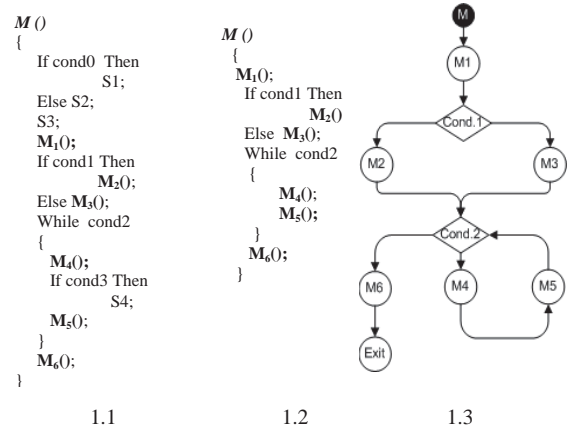 M ()
{
If cond0 Then
S1;
Else S2;
S3;
M₁();
If cond1 Then
M₂();
Else M₃();
While cond2
{
M₄();
If cond3 Then
S4;
M₅();
}
M₆();
}
1.1
M ()
{
M₁();
If cond1 Then
M₂()
Else M₃();
While cond2
{
M₄();
M₅();
}
M₆();
}
1.2
M
M1
Cond.1
M2
M3
Cond.2
M6
M4
M5
Exit
1.3